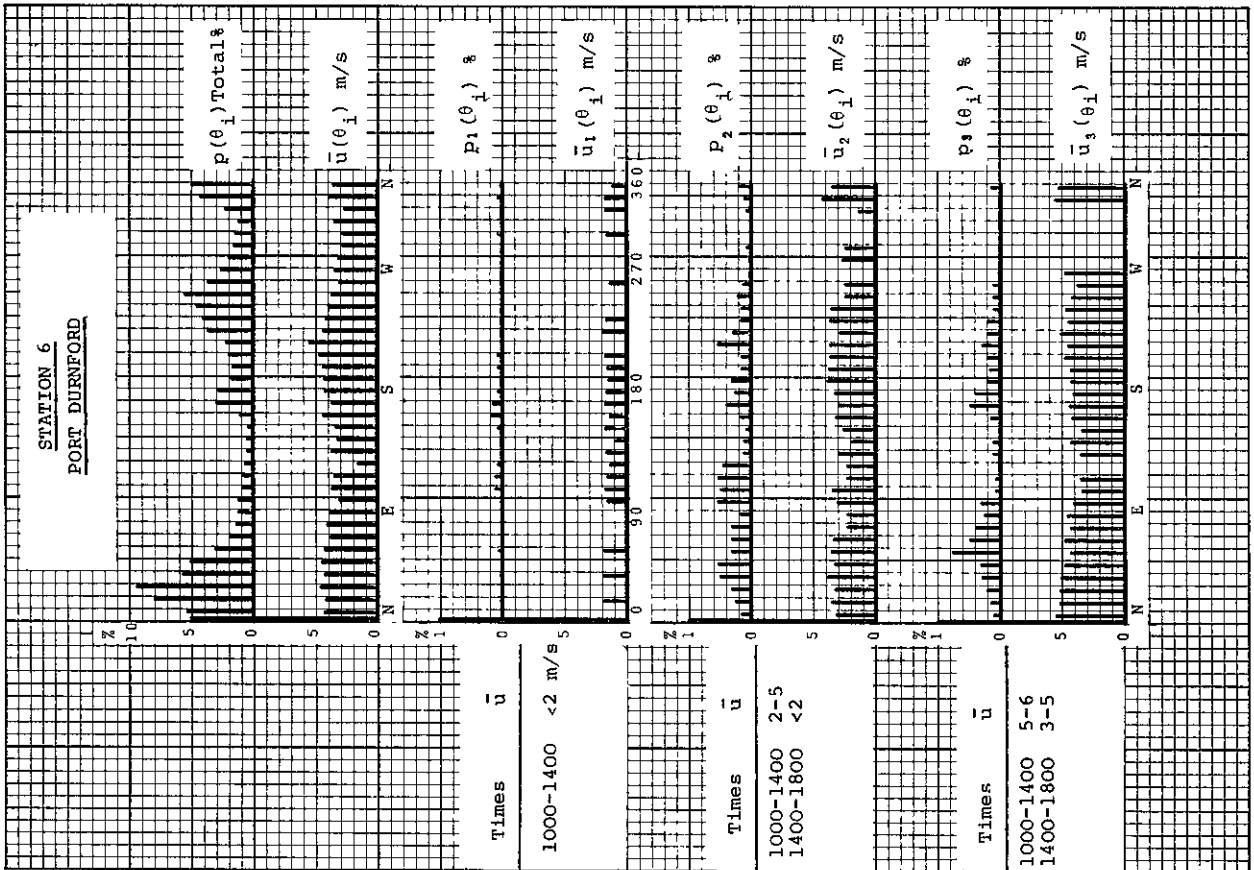 STATION 6
PORT DURNFORD
%
10
5
0
p(θi)Total%
5
0
ū(θi) m/s
N E S W N
%
1
0
p1(θi) %
ū1(θi) m/s
0 90 180 270 360
Times ū
1000-1400 <2 m/s
%
1
0
p2(θi) %
5
0
ū2(θi) m/s
Times ū
1000-1400 2-5
1400-1800 <2
%
1
0
p3(θi) %
5
0
ū3(θi) m/s
N E S W N
Times ū
1000-1400 5-6
1400-1800 3-5